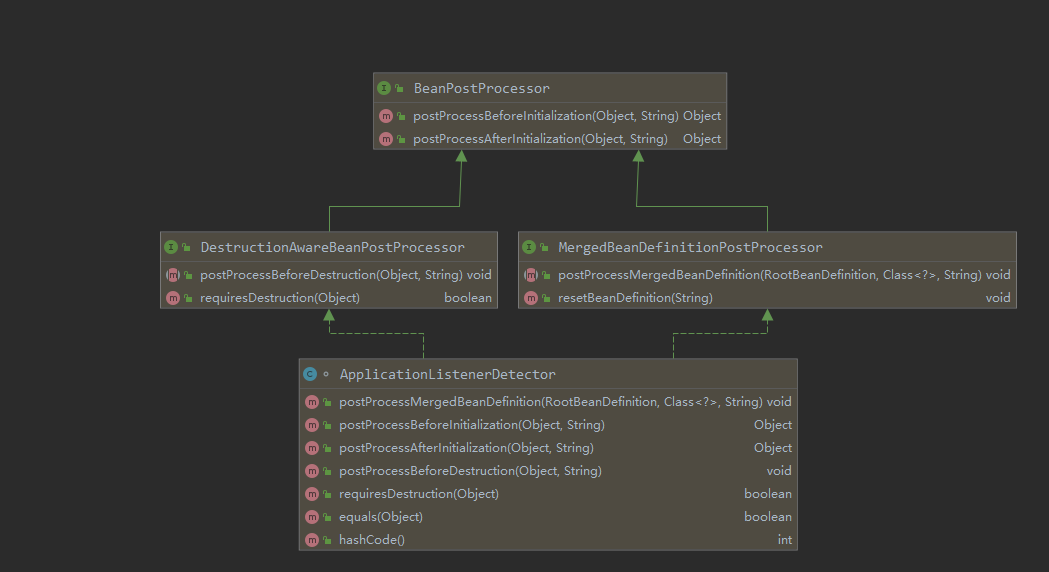 BeanPostProcessor
postProcessBeforeInitialization(Object, String) Object
postProcessAfterInitialization(Object, String) Object
DestructionAwareBeanPostProcessor
postProcessBeforeDestruction(Object, String) void
requiresDestruction(Object) boolean
MergedBeanDefinitionPostProcessor
postProcessMergedBeanDefinition(RootBeanDefinition, Class<?>, String) void
resetBeanDefinition(String) void
ApplicationListenerDetector
postProcessMergedBeanDefinition(RootBeanDefinition, Class<?>, String) void
postProcessBeforeInitialization(Object, String) Object
postProcessAfterInitialization(Object, String) Object
postProcessBeforeDestruction(Object, String) void
requiresDestruction(Object) boolean
equals(Object) boolean
hashCode() int